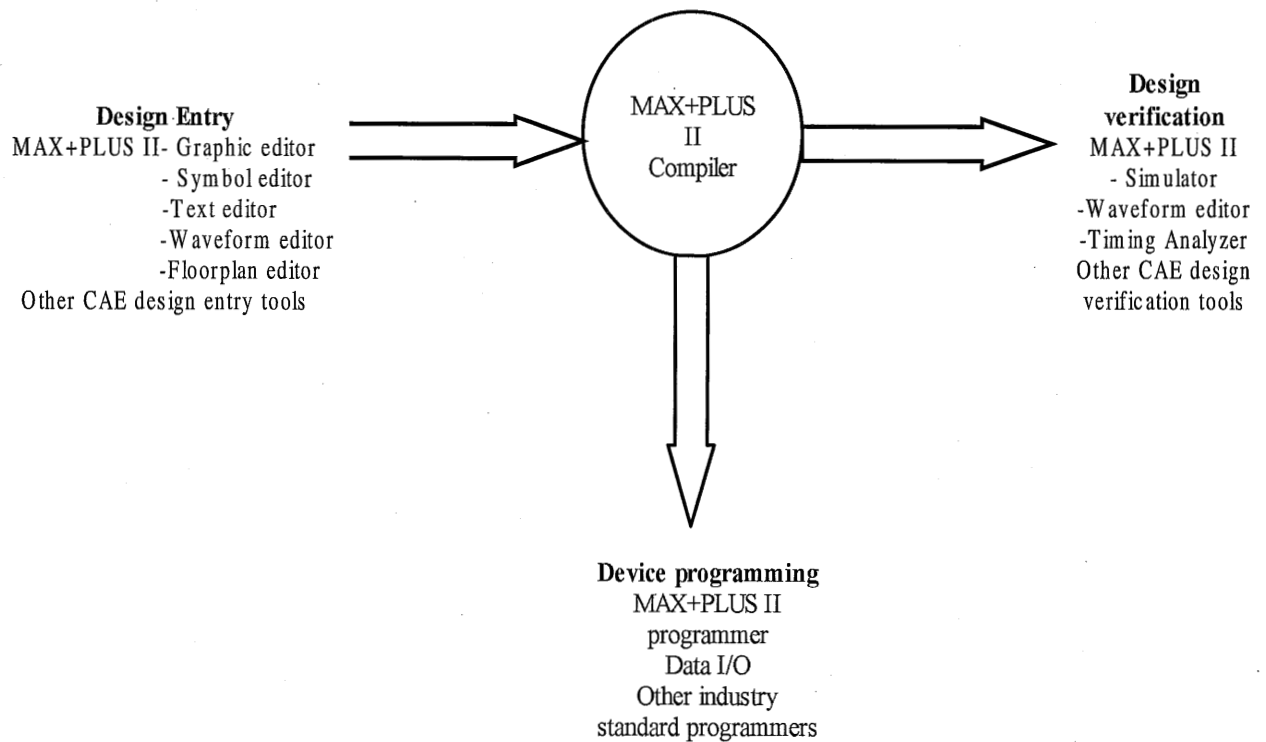 Design Entry
MAX+PLUS II- Graphic editor
- Symbol editor
-Text editor
-Waveform editor
-Floorplan editor
Other CAE design entry tools
MAX+PLUS
II
Compiler
Design
verification
MAX+PLUS II
- Simulator
-Waveform editor
-Timing Analyzer
Other CAE design
verification tools
Device programming
MAX+PLUS II
programmer
Data I/O
Other industry
standard programmers